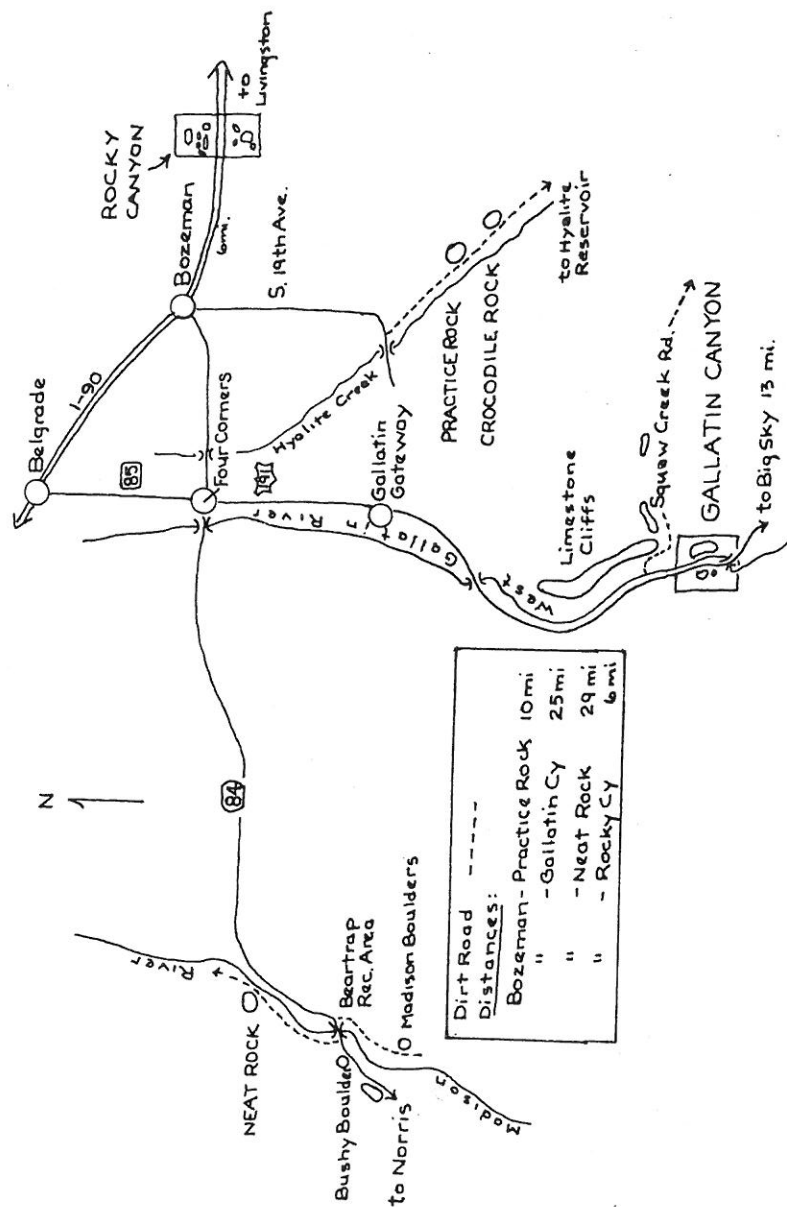 ROCKY
CANYON
to
Livingston
Bozeman
6mi.
Belgrade
I-90
S. 19th Ave.
85
Four Corners
Hyalite Creek
PRACTICE ROCK
CROCODILE ROCK
to Hyalite
Reservoir
191
Gallatin
Gateway
West Gallatin River
Limestone
Cliffs
Squaw Creek Rd.
GALLATIN CANYON
to Big Sky 13 mi.
N
84
River
NEAT ROCK
Beartrap
Rec. Area
Madison Boulders
Bushy Boulder
to Norris
Madison
Dirt Road -----
Distances:
Bozeman - Practice Rock 10 mi
" - Gallatin Cy 25 mi
" - Neat Rock 29 mi
" - Rocky Cy 6 mi